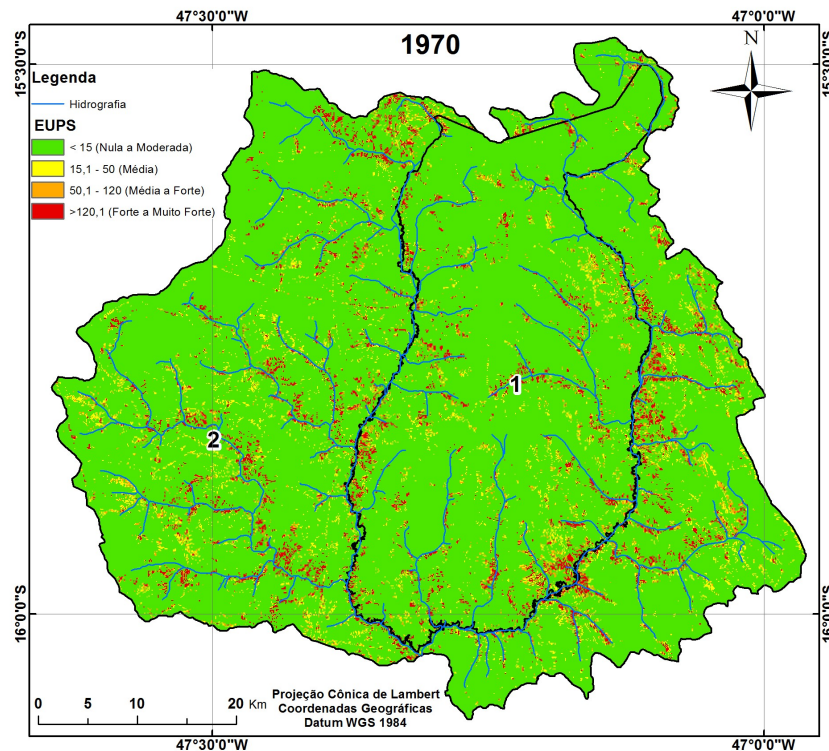 47°30'0"W
47°0'0"W
1970
N
15°30'0"S
15°30'0"S
Legenda
Hidrografia
EUPS
< 15 (Nula a Moderada)
15,1 - 50 (Média)
50,1 - 120 (Média a Forte)
>120,1 (Forte a Muito Forte)
1
2
16°0'0"S
16°0'0"S
0 5 10 20 Km
Projeção Cônica de Lambert
Coordenadas Geográficas
Datum WGS 1984
47°30'0"W
47°0'0"W